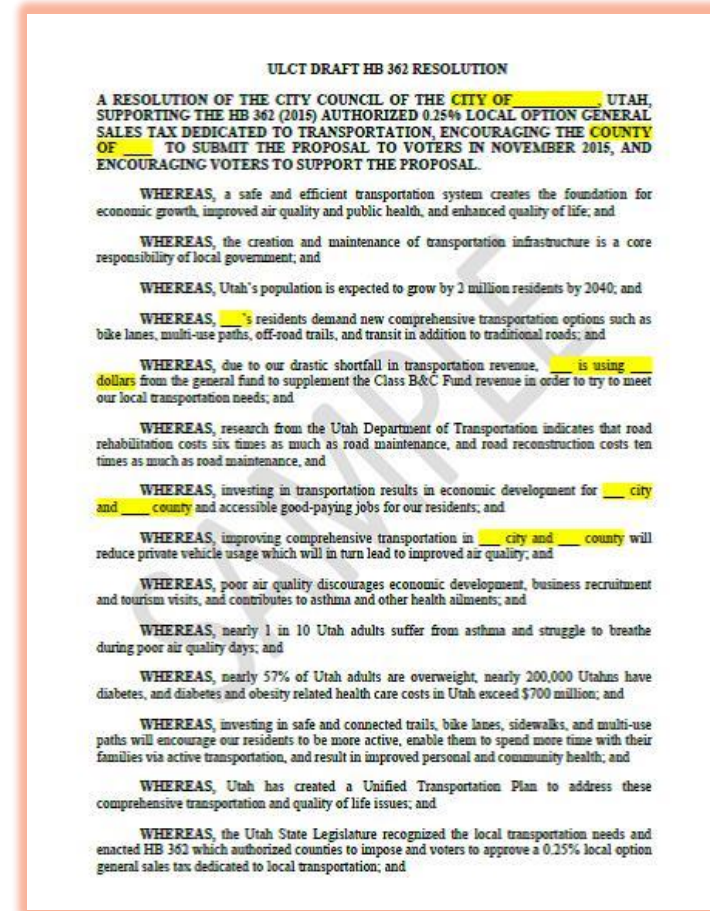 ULCT DRAFT HB 362 RESOLUTION
A RESOLUTION OF THE CITY COUNCIL OF THE CITY OF__________, UTAH,
SUPPORTING THE HB 362 (2015) AUTHORIZED 0.25% LOCAL OPTION GENERAL
SALES TAX DEDICATED TO TRANSPORTATION, ENCOURAGING THE COUNTY
OF ____ TO SUBMIT THE PROPOSAL TO VOTERS IN NOVEMBER 2015, AND
ENCOURAGING VOTERS TO SUPPORT THE PROPOSAL.
WHEREAS, a safe and efficient transportation system creates the foundation for
economic growth, improved air quality and public health, and enhanced quality of life; and
WHEREAS, the creation and maintenance of transportation infrastructure is a core
responsibility of local government; and
WHEREAS, Utah's population is expected to grow by 2 million residents by 2040; and
WHEREAS, ___'s residents demand new comprehensive transportation options such as
bike lanes, multi-use paths, off-road trails, and transit in addition to traditional roads; and
WHEREAS, due to our drastic shortfall in transportation revenue, ___ is using ___
dollars from the general fund to supplement the Class B&C Fund revenue in order to try to meet
our local transportation needs; and
WHEREAS, research from the Utah Department of Transportation indicates that road
rehabilitation costs six times as much as road maintenance, and road reconstruction costs ten
times as much as road maintenance, and
WHEREAS, investing in transportation results in economic development for ___ city
and ____ county and accessible good-paying jobs for our residents; and
WHEREAS, improving comprehensive transportation in ___ city and ___ county will
reduce private vehicle usage which will in turn lead to improved air quality; and
WHEREAS, poor air quality discourages economic development, business recruitment
and tourism visits, and contributes to asthma and other health ailments; and
WHEREAS, nearly 1 in 10 Utah adults suffer from asthma and struggle to breathe
during poor air quality days; and
WHEREAS, nearly 57% of Utah adults are overweight, nearly 200,000 Utahns have
diabetes, and diabetes and obesity related health care costs in Utah exceed $700 million; and
WHEREAS, investing in safe and connected trails, bike lanes, sidewalks, and multi-use
paths will encourage our residents to be more active, enable them to spend more time with their
families via active transportation, and result in improved personal and community health; and
WHEREAS, Utah has created a Unified Transportation Plan to address these
comprehensive transportation and quality of life issues; and
WHEREAS, the Utah State Legislature recognized the local transportation needs and
enacted HB 362 which authorized counties to impose and voters to approve a 0.25% local option
general sales tax dedicated to local transportation; and
SAMPLE